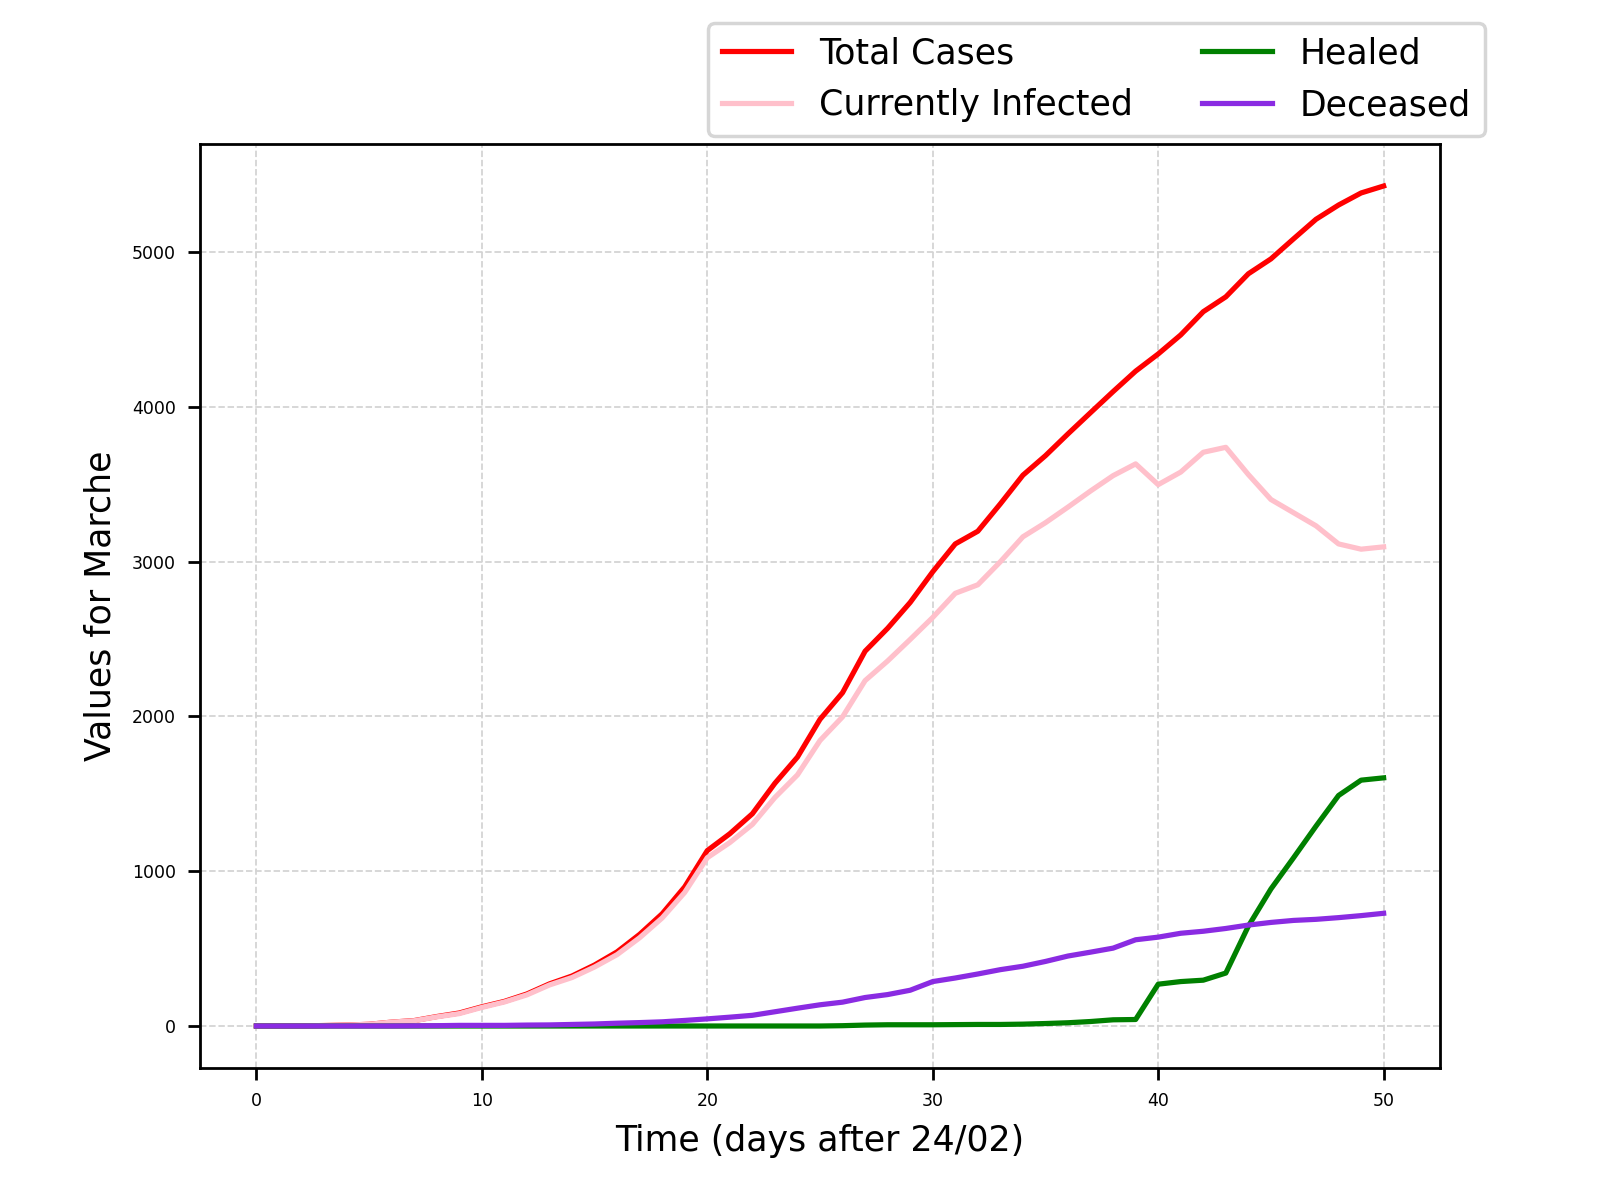 Total Cases
Currently Infected
Healed
Deceased
5000
4000
3000
2000
1000
0
Values for Marche
0 10 20 30 40 50
Time (days after 24/02)